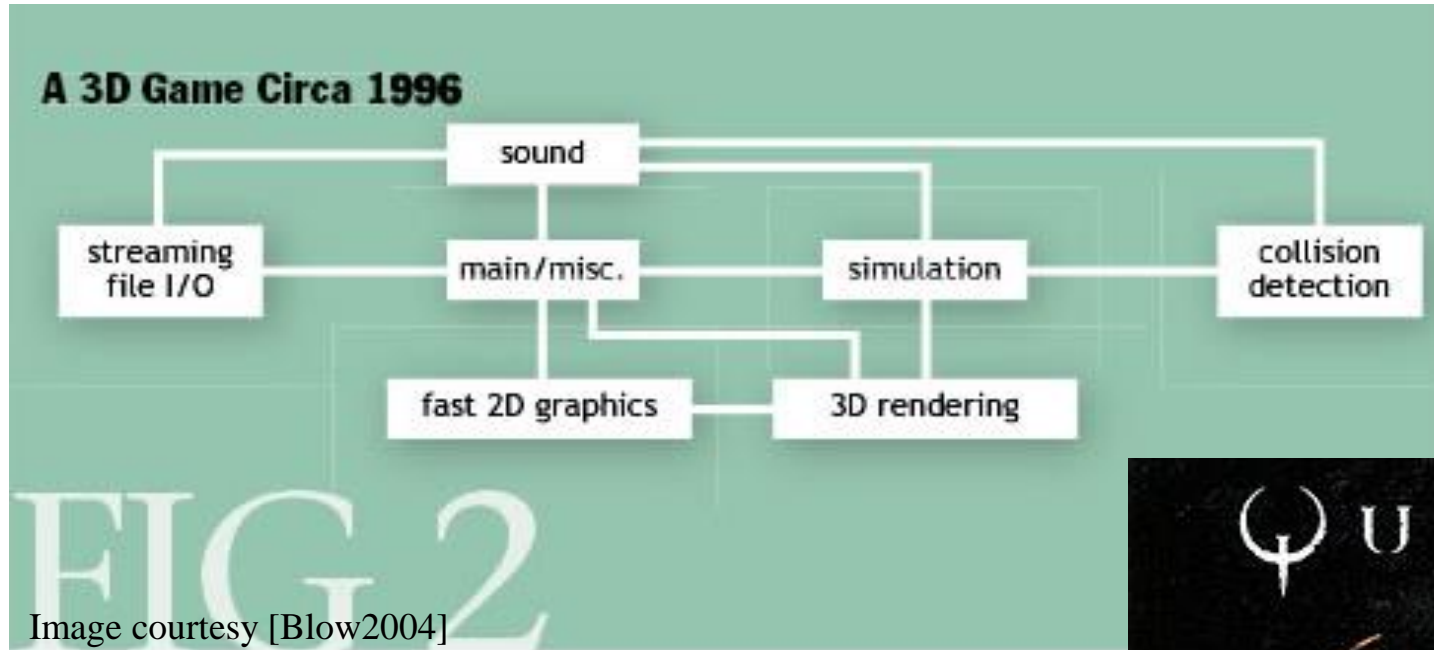 A 3D Game Circa 1996
sound
streaming
file I/O
main/misc.
simulation
collision
detection
fast 2D graphics
3D rendering
FIG 2
Image courtesy [Blow2004]
QU